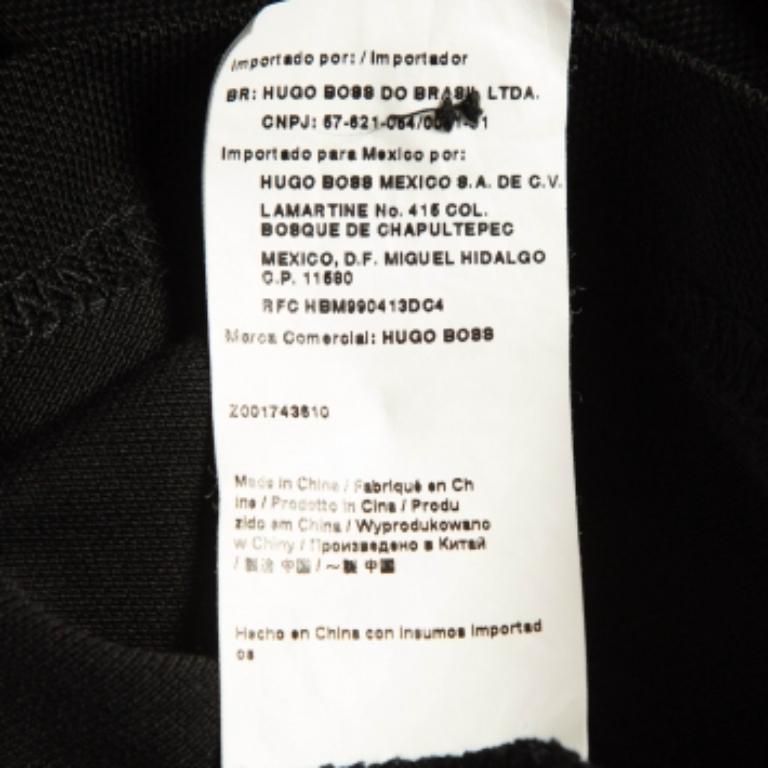 Importado por: / Importador
BR: HUGO BOSS DO BRASIL LTDA.
CNPJ:
Importado para Mexico por:
HUGO BOSS MEXICO S.A. DE C.V.
LAMARTINE No. 415 COL.
BOSQUE DE CHAPULTEPEC
MEXICO, D.F. MIGUEL HIDALGO
C.P. 11580
RFC HBM990413DC4
Marca Comercial: HUGO BOSS
Z001743610
Made in China / Fabriqué en Ch
ine / Prodotto in Cina / Produ
zido em China / Wyprodukowano
w Chiny / Произведено в Китай
/ 製造 中国 / ~製 中国
Hecho en China con insumos importad
os